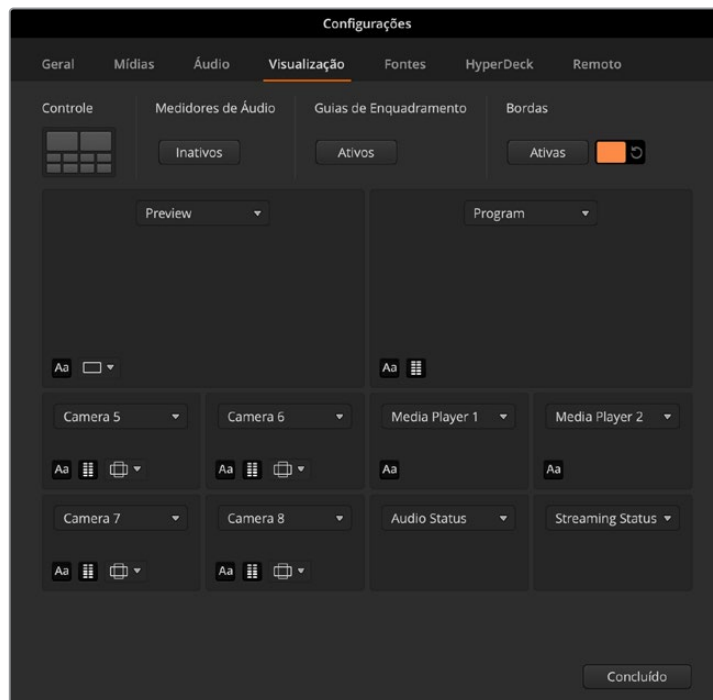 Configurações
Geral Mídias Áudio Visualização Fontes HyperDeck Remoto
Controle Medidores de Áudio Guias de Enquadramento Bordas
Inativos Ativos Ativas
Preview Program
Aa Aa
Camera 5 Camera 6 Media Player 1 Media Player 2
Aa Aa Aa Aa
Camera 7 Camera 8 Audio Status Streaming Status
Aa Aa
Concluído